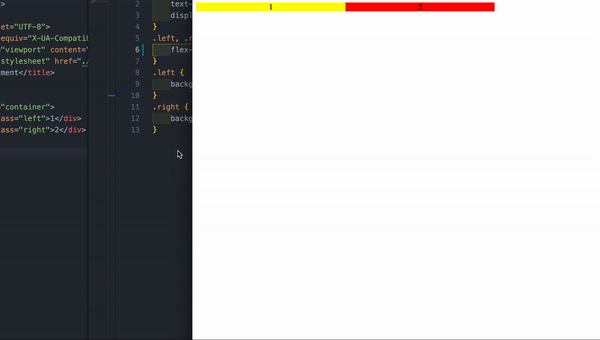 >
et="UTF-8">
equiv="X-UA-Compatib
"viewport" content="
stylesheet" href="./
ment</title>
"container">
ass="left">1</div>
ass="right">2</div>
2 text-
3 displ
4 }
5 .left, .r
6 flex-
7 }
8 .left {
9 backg
10 }
11 .right {
12 backg
13 }
1 2